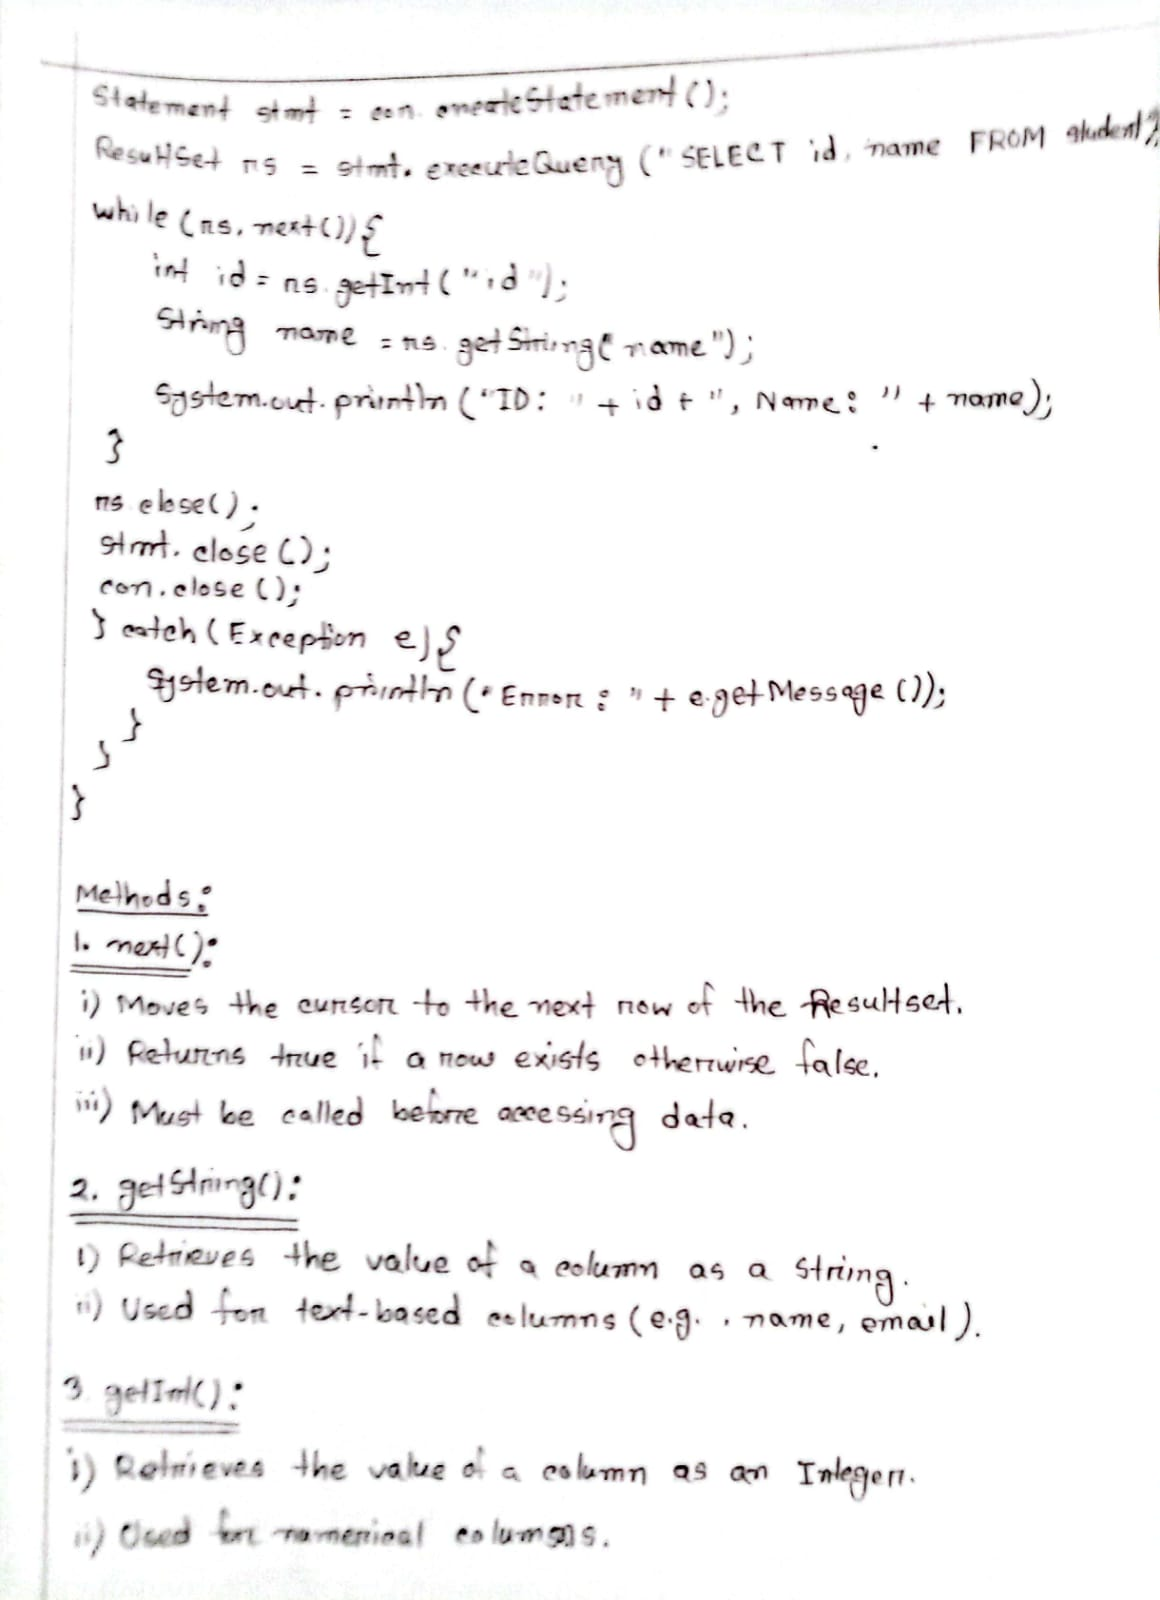 Statement stmt = con. createStatement();
ResultSet rs = stmt. executeQuery ("SELECT id, name FROM student");
while (rs. next()){
int id = rs. getInt ("id");
String name = rs. getString("name");
System.out. println ("ID: " + id + ", Name: " + name);
}
rs. close();
stmt. close ();
con. close ();
} catch (Exception e){
System.out. println ("Error: " + e.getMessage ());
}
}
}
Methods:
1. next():
i) Moves the cursor to the next row of the Resultset.
ii) Returns true if a row exists otherwise false.
iii) Must be called before accessing data.
2. getString():
i) Retrieves the value of a column as a String.
ii) Used for text-based columns (e.g. , name, email).
3. getInt():
i) Retrieves the value of a column as an Integer.
ii) Used for numerical columns.